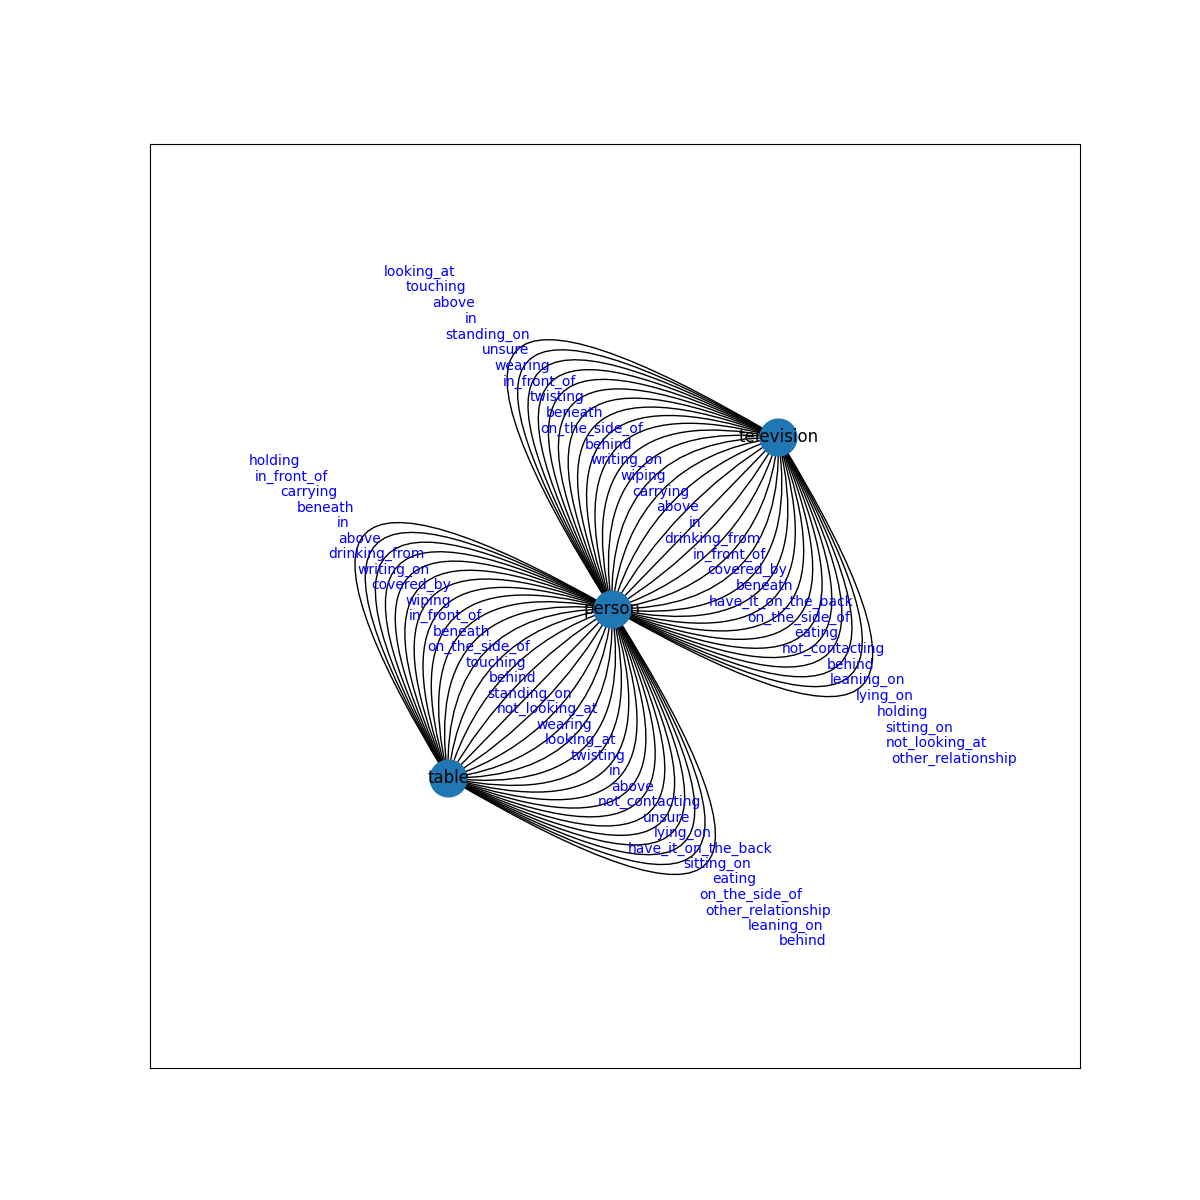 looking_at
touching
above
in
standing_on
unsure
wearing
in_front_of
twisting
beneath
on_the_side_of
behind
writing_on
wiping
carrying
above
in
drinking_from
in_front_of
covered_by
beneath
have_it_on_the_back
on_the_side_of
eating
not_contacting
behind
leaning_on
lying_on
holding
sitting_on
not_looking_at
other_relationship
television
holding
in_front_of
carrying
beneath
in
above
drinking_from
writing_on
covered_by
wiping
in_front_of
beneath
on_the_side_of
touching
behind
standing_on
not_looking_at
wearing
looking_at
twisting
in
above
not_contacting
unsure
lying_on
have_it_on_the_back
sitting_on
eating
on_the_side_of
other_relationship
leaning_on
behind
person
table